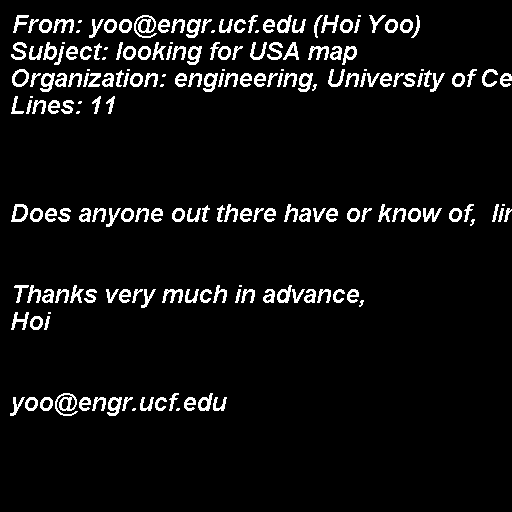 From: yoo@engr.ucf.edu (Hoi Yoo)
Subject: looking for USA map
Organization: engineering, University of Ce
Lines: 11
Does anyone out there have or know of,  lin
Thanks very much in advance,
Hoi
yoo@engr.ucf.edu